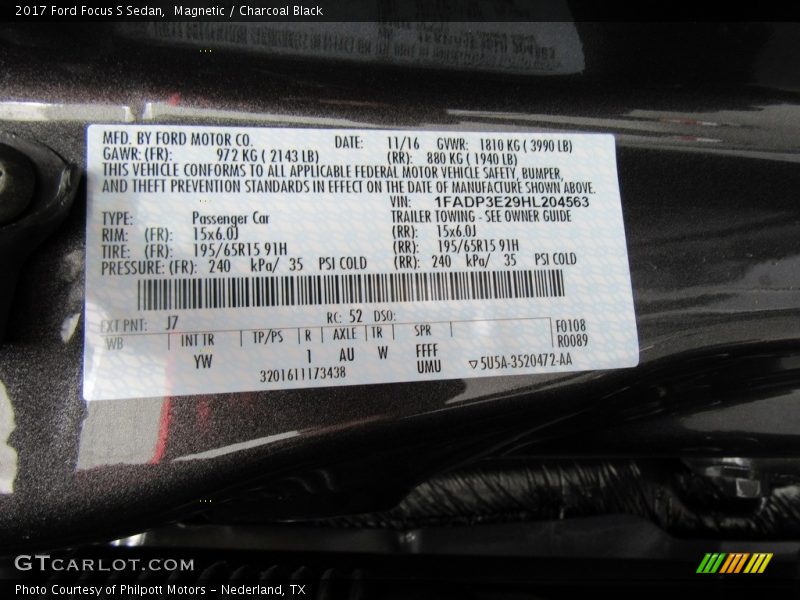 2017 Ford Focus S Sedan,  Magnetic / Charcoal Black
MFD. BY FORD MOTOR CO. DATE: 11/16 GVWR: 1810 KG ( 3990 LB)
GAWR: (FR): 972 KG ( 2143 LB) (RR): 880 KG ( 1940 LB)
THIS VEHICLE CONFORMS TO ALL APPLICABLE FEDERAL MOTOR VEHICLE SAFETY, BUMPER,
AND THEFT PREVENTION STANDARDS IN EFFECT ON THE DATE OF MANUFACTURE SHOWN ABOVE.
VIN: 1FADP3E29HL204563
TYPE: Passenger Car TRAILER TOWING - SEE OWNER GUIDE
RIM: (FR): 15x6.0J (RR): 15x6.0J
TIRE: (FR): 195/65R15 91H (RR): 195/65R15 91H
PRESSURE: (FR): 240 kPa/ 35 PSI COLD (RR): 240 kPa/ 35 PSI COLD
EXT PNT: J7 RC: 52 DSO:
WB INT TR TP/PS R AXLE TR SPR F0108
YW 1 AU W FFFF R0089
UMU ▽5U5A-3520472-AA
3201611173438
GTCARLOT.COM
Photo Courtesy of Philpott Motors - Nederland, TX